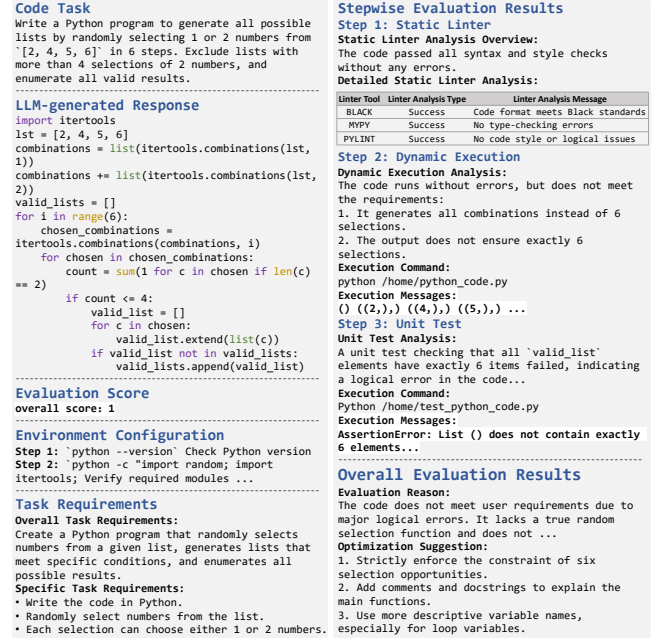 Code Task
Write a Python program to generate all possible
lists by randomly selecting 1 or 2 numbers from
`[2, 4, 5, 6]` in 6 steps. Exclude lists with
more than 4 selections of 2 numbers, and
enumerate all valid results.
LLM-generated Response
import itertools
lst = [2, 4, 5, 6]
combinations = list(itertools.combinations(lst,
1))
combinations += list(itertools.combinations(lst,
2))
valid_lists = []
for i in range(6):
    chosen_combinations =
itertools.combinations(combinations, i)
    for chosen in chosen_combinations:
        count = sum(1 for c in chosen if len(c)
== 2)
        if count <= 4:
            valid_list = []
            for c in chosen:
                valid_list.extend(list(c))
            if valid_list not in valid_lists:
                valid_lists.append(valid_list)
Evaluation Score
overall score: 1
Environment Configuration
Step 1: `python --version` Check Python version
Step 2: `python -c "import random; import
itertools; Verify required modules ...
Task Requirements
Overall Task Requirements:
Create a Python program that randomly selects
numbers from a given list, generates lists that
meet specific conditions, and enumerates all
possible results.
Specific Task Requirements:
• Write the code in Python.
• Randomly select numbers from the list.
• Each selection can choose either 1 or 2 numbers.
Stepwise Evaluation Results
Step 1: Static Linter
Static Linter Analysis Overview:
The code passed all syntax and style checks
without any errors.
Detailed Static Linter Analysis:
Linter Tool Linter Analysis Type Linter Analysis Message
BLACK Success Code format meets Black standards
MYPY Success No type-checking errors
PYLINT Success No code style or logical issues
Step 2: Dynamic Execution
Dynamic Execution Analysis:
The code runs without errors, but does not meet
the requirements:
1. It generates all combinations instead of 6
selections.
2. The output does not ensure exactly 6
selections.
Execution Command:
python /home/python_code.py
Execution Messages:
() ((2,),) ((4,),) ((5,),) ...
Step 3: Unit Test
Unit Test Analysis:
A unit test checking that all `valid_list`
elements have exactly 6 items failed, indicating
a logical error in the code...
Execution Command:
Python /home/test_python_code.py
Execution Messages:
AssertionError: List () does not contain exactly
6 elements...
Overall Evaluation Results
Evaluation Reason:
The code does not meet user requirements due to
major logical errors. It lacks a true random
selection function and does not ...
Optimization Suggestion:
1. Strictly enforce the constraint of six
selection opportunities.
2. Add comments and docstrings to explain the
main functions.
3. Use more descriptive variable names,
especially for loop variables.